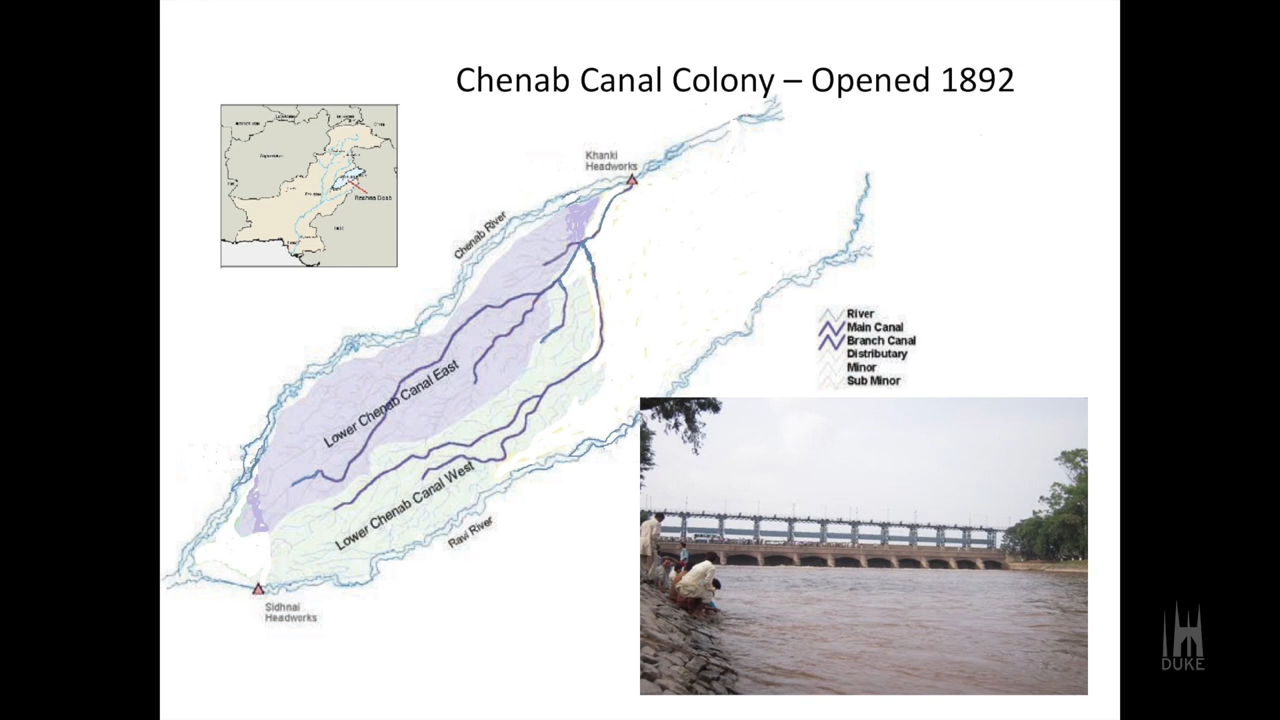 Chenab Canal Colony – Opened 1892
Rechna Doab
Khanki
Headworks
Chenab River
River
Main Canal
Branch Canal
Distributary
Minor
Sub Minor
Lower Chenab Canal East
Lower Chenab Canal West
Ravi River
Sidhnai
Headworks
DUKE